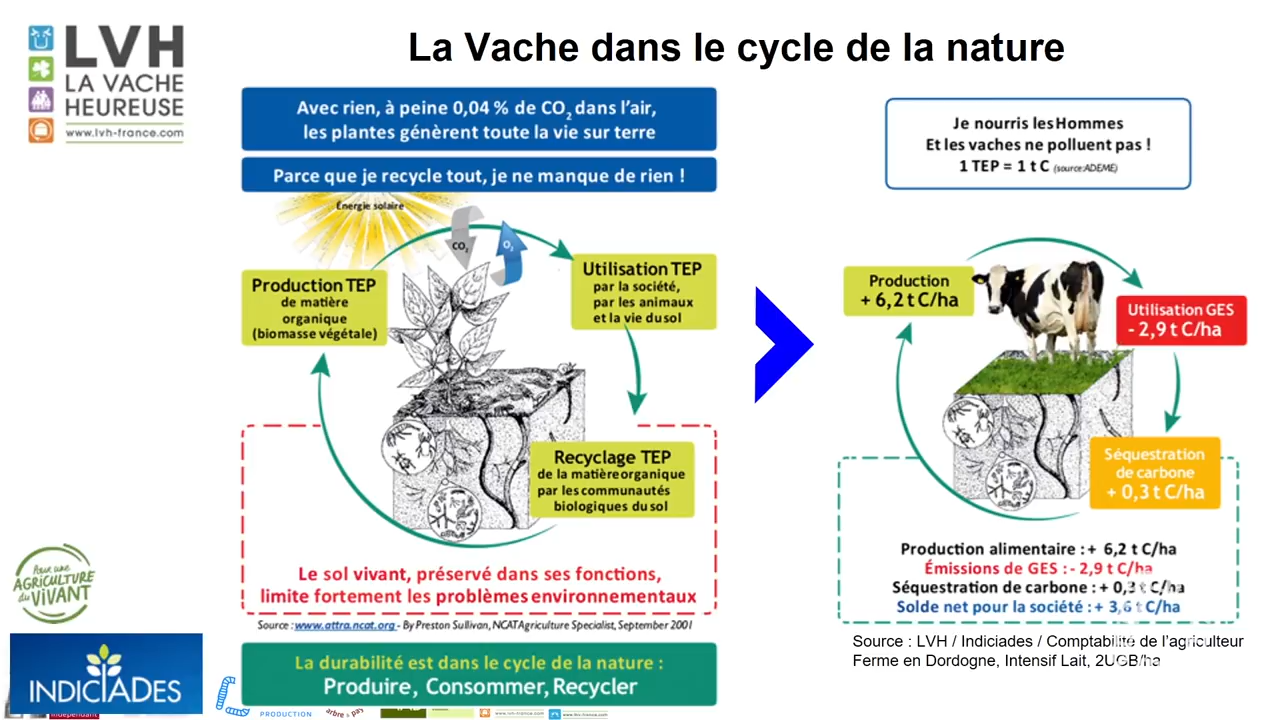 LVH
LA VACHE
HEUREUSE
www.lvh-france.com
La Vache dans le cycle de la nature
Avec rien, à peine 0,04 % de CO2 dans l'air,
les plantes génèrent toute la vie sur terre
Parce que je recycle tout, je ne manque de rien !
Énergie solaire
CO2
O2
Production TEP
de matière
organique
(biomasse végétale)
Utilisation TEP
par la société,
par les animaux
et la vie du sol
Recyclage TEP
de la matière organique
par les communautés
biologiques du sol
Le sol vivant, préservé dans ses fonctions,
limite fortement les problèmes environnementaux
Source : www.attra.ncat.org - By Preston Sullivan, NCAT Agriculture Specialist, September 2001
La durabilité est dans le cycle de la nature :
Produire, Consommer, Recycler
Je nourris les Hommes
Et les vaches ne polluent pas !
1 TEP = 1 t C (source:ADEME)
Production
+ 6,2 t C/ha
Utilisation GES
- 2,9 t C/ha
Séquestration
de carbone
+ 0,3 t C/ha
Production alimentaire : + 6,2 t C/ha
Émissions de GES : - 2,9 t C/ha
Séquestration de carbone : + 0,3 t C/ha
Solde net pour la société : + 3,6 t C/ha
Source : LVH / Indiciades / Comptabilité de l'agriculteur
Ferme en Dordogne, Intensif Lait, 2UGB/ha
Pour une
AGRICULTURE
du VIVANT
INDICIADES
indépendant
PRODUCTION
www.lvh-france.com